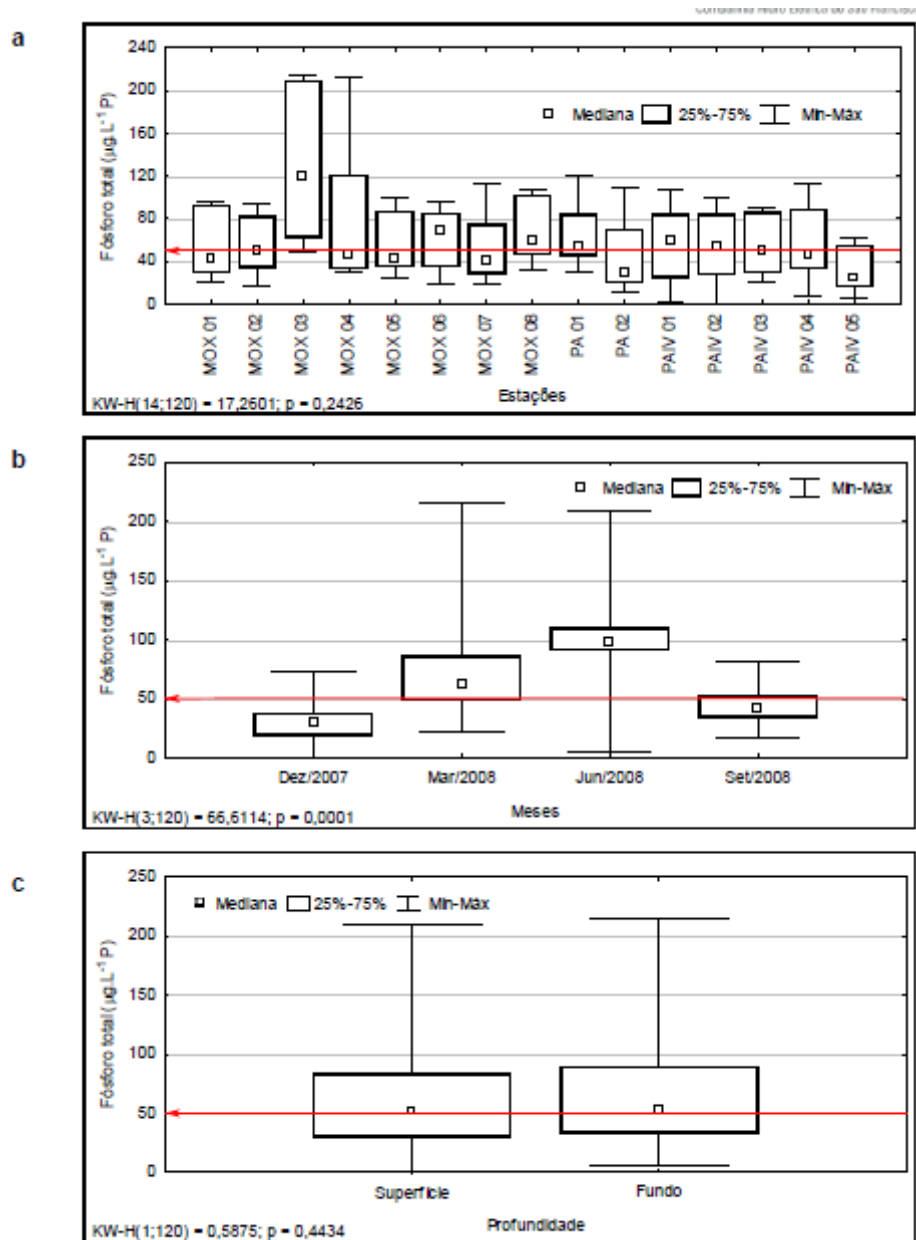 a
240
200
160
120
80
40
0
Fósforo total (µg.L⁻¹ P)
Mediana 25%-75% Min-Máx
MOX 01 MOX 02 MOX 03 MOX 04 MOX 05 MOX 06 MOX 07 MOX 08 PA 01 PA 02 PAIV 01 PAIV 02 PAIV 03 PAIV 04 PAIV 05
Estações
KW-H(14;120) = 17,2601; p = 0,2426
b
250
200
150
100
50
0
Fósforo total (µg.L⁻¹ P)
Mediana 25%-75% Min-Máx
Dez/2007 Mar/2008 Jun/2008 Set/2008
Meses
KW-H(3;120) = 66,6114; p = 0,0001
c
250
200
150
100
50
0
Fósforo total (µg.L⁻¹ P)
Mediana 25%-75% Min-Máx
Superfície Fundo
Profundidade
KW-H(1;120) = 0,5875; p = 0,4434